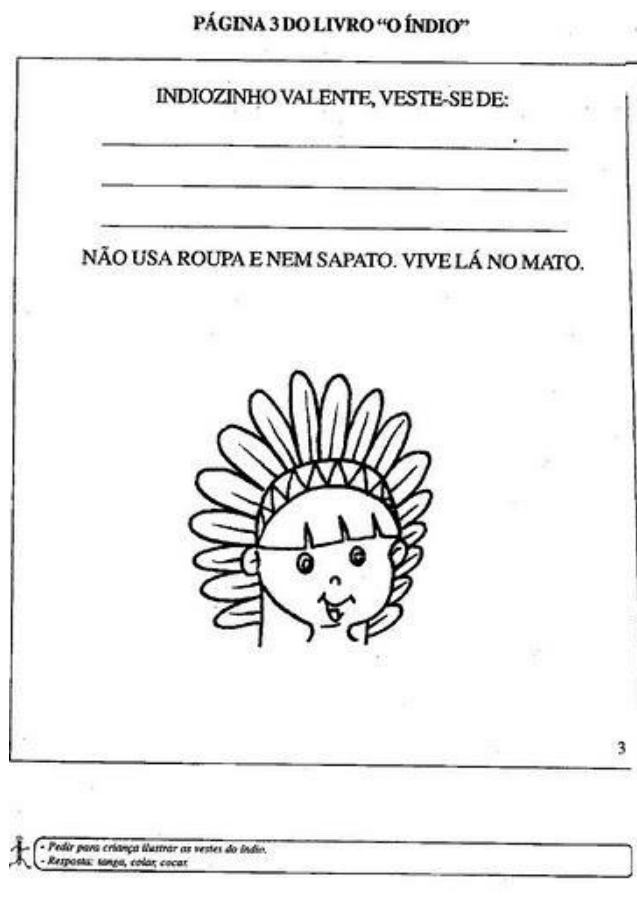 PÁGINA 3 DO LIVRO “O ÍNDIO”
INDIOZINHO VALENTE, VESTE-SE DE:
NÃO USA ROUPA E NEM SAPATO. VIVE LÁ NO MATO.
3
- Pedir para criança ilustrar as vestes do índio.
- Resposta: tanga, colar, cocar.